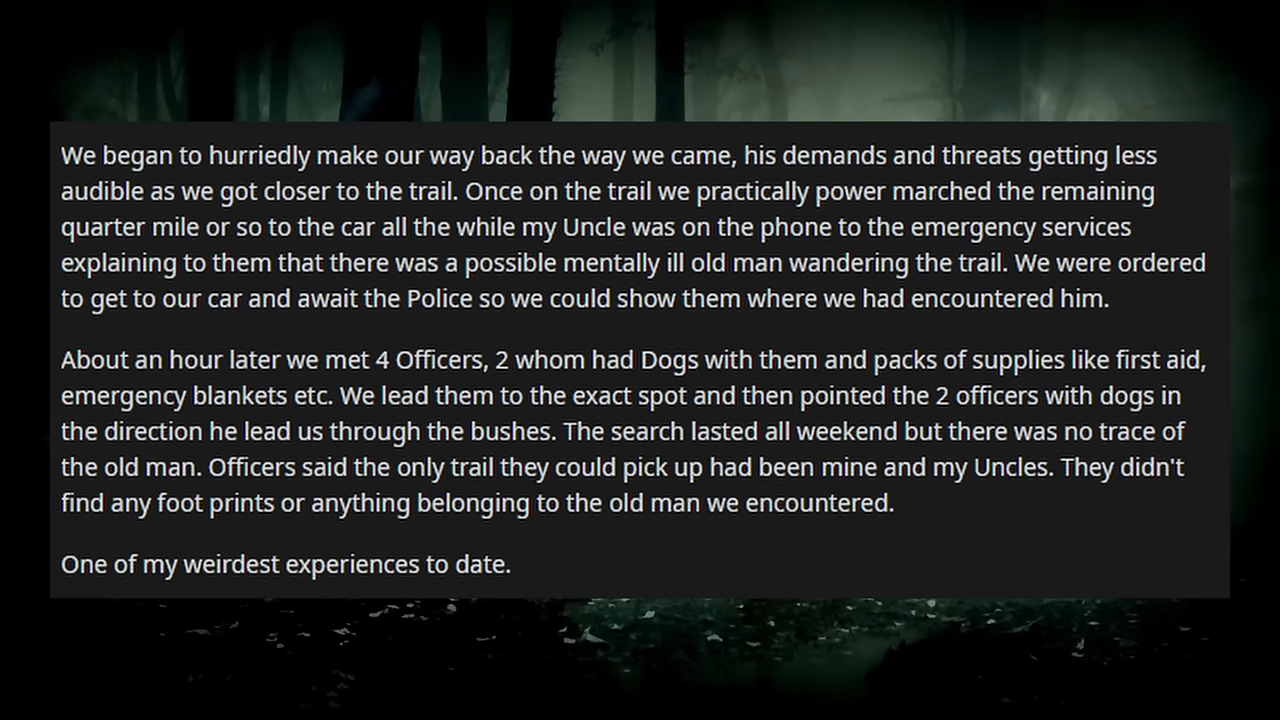 We began to hurriedly make our way back the way we came, his demands and threats getting less
audible as we got closer to the trail. Once on the trail we practically power marched the remaining
quarter mile or so to the car all the while my Uncle was on the phone to the emergency services
explaining to them that there was a possible mentally ill old man wandering the trail. We were ordered
to get to our car and await the Police so we could show them where we had encountered him.
About an hour later we met 4 Officers, 2 whom had Dogs with them and packs of supplies like first aid,
emergency blankets etc. We lead them to the exact spot and then pointed the 2 officers with dogs in
the direction he lead us through the bushes. The search lasted all weekend but there was no trace of
the old man. Officers said the only trail they could pick up had been mine and my Uncles. They didn't
find any foot prints or anything belonging to the old man we encountered.
One of my weirdest experiences to date.